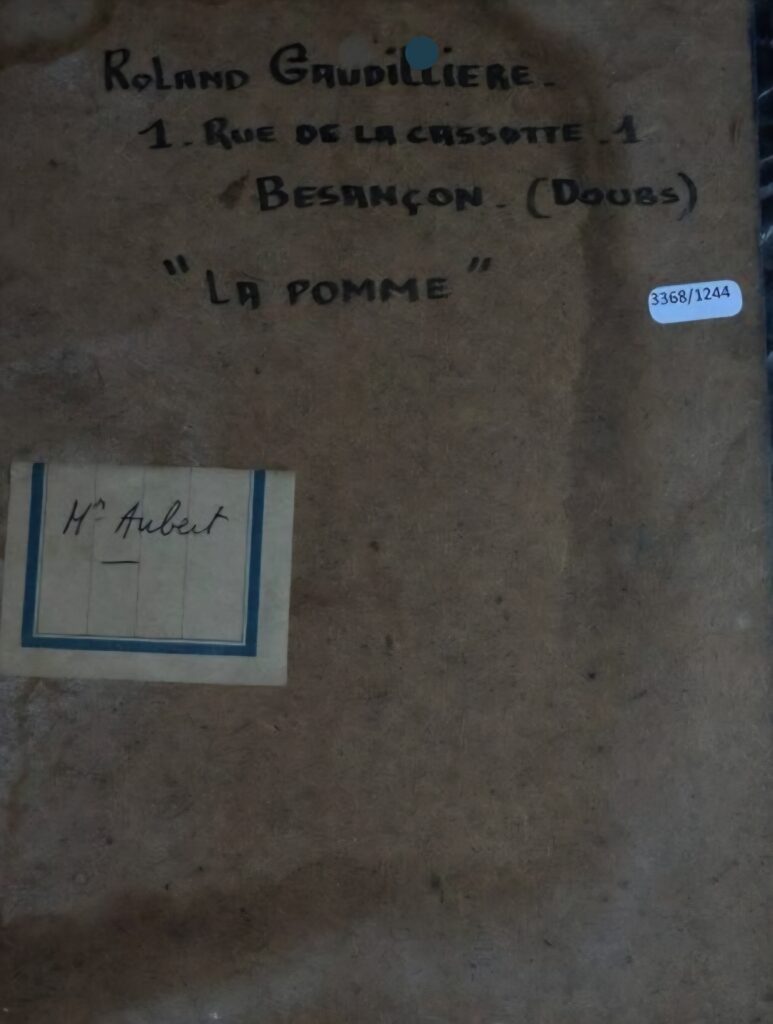 ROLAND GAUDILLIERE.
1. RUE DE LA CASSOTTE. 1
BESANÇON. (DOUBS)
"LA POMME"
3368/1244
Mr Aubert